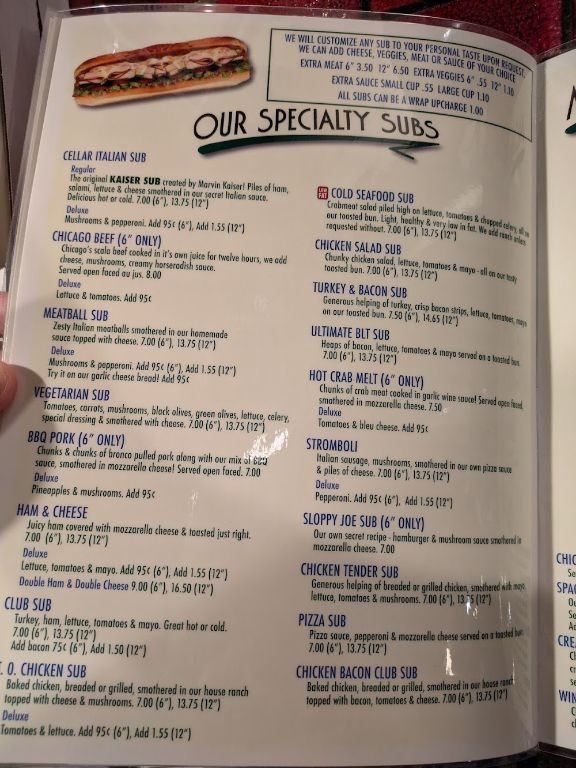 WE WILL CUSTOMIZE ANY SUB TO YOUR PERSONAL TASTE UPON REQUEST.
WE CAN ADD CHEESE, VEGGIES, MEAT OR SAUCE OF YOUR CHOICE
EXTRA MEAT 6" 3.50 12" 6.50 EXTRA VEGGIES 6" .55 12" 1.10
EXTRA SAUCE SMALL CUP .55 LARGE CUP 1.10
ALL SUBS CAN BE A WRAP UPCHARGE 1.00
OUR SPECIALTY SUBS
CELLAR ITALIAN SUB
Regular
The original KAISER SUB created by Marvin Kaiser! Piles of ham,
salami, lettuce & cheese smothered in our secret Italian sauce.
Delicious hot or cold. 7.00 (6"), 13.75 (12")
Deluxe
Mushrooms & pepperoni. Add 95¢ (6"), Add 1.55 (12")
CHICAGO BEEF (6" ONLY)
Chicago's scala beef cooked in it's own juice for twelve hours, we add
cheese, mushrooms, creamy horseradish sauce.
Served open faced au jus. 8.00
Deluxe
Lettuce & tomatoes. Add 95¢
MEATBALL SUB
Zesty Italian meatballs smothered in our homemade
sauce topped with cheese. 7.00 (6"), 13.75 (12")
Deluxe
Mushrooms & pepperoni. Add 95¢ (6"), Add 1.55 (12")
Try it on our garlic cheese bread! Add 95¢
VEGETARIAN SUB
Tomatoes, carrots, mushrooms, black olives, green olives, lettuce, celery,
special dressing & smothered with cheese. 7.00 (6"), 13.75 (12")
BBQ PORK (6" ONLY)
Chunks & chunks of bronco pulled pork along with our mix of BBQ
sauce, smothered in mozzarella cheese! Served open faced. 7.00
Deluxe
Pineapples & mushrooms. Add 95¢
HAM & CHEESE
Juicy ham covered with mozzarella cheese & toasted just right.
7.00 (6"), 13.75 (12")
Deluxe
Lettuce, tomatoes & mayo. Add 95¢ (6"), Add 1.55 (12")
Double Ham & Double Cheese 9.00 (6"), 16.50 (12")
CLUB SUB
Turkey, ham, lettuce, tomatoes & mayo. Great hot or cold.
7.00 (6"), 13.75 (12")
Add bacon 75¢ (6"), Add 1.50 (12")
. O. CHICKEN SUB
Baked chicken, breaded or grilled, smothered in our house ranch
topped with cheese & mushrooms. 7.00 (6"), 13.75 (12")
Deluxe
Tomatoes & lettuce. Add 95¢ (6"), Add 1.55 (12")
LOW FAT COLD SEAFOOD SUB
Crabmeat salad piled high on lettuce, tomatoes & chopped celery, all on
our toasted bun. Light, healthy & very low in fat. We add ranch unless
requested without. 7.00 (6"), 13.75 (12")
CHICKEN SALAD SUB
Chunky chicken salad, lettuce, tomatoes & mayo - all on our tasty
toasted bun. 7.00 (6"), 13.75 (12")
TURKEY & BACON SUB
Generous helping of turkey, crisp bacon strips, lettuce, tomatoes, mayo
on our toasted bun. 7.50 (6"), 14.65 (12")
ULTIMATE BLT SUB
Heaps of bacon, lettuce, tomatoes & mayo served on a toasted bun.
7.00 (6"), 13.75 (12")
HOT CRAB MELT (6" ONLY)
Chunks of crab meat cooked in garlic wine sauce! Served open faced,
smothered in mozzarella cheese. 7.50
Deluxe
Tomatoes & bleu cheese. Add 95¢
STROMBOLI
Italian sausage, mushrooms, smothered in our own pizza sauce
& piles of cheese. 7.00 (6"), 13.75 (12")
Deluxe
Pepperoni. Add 95¢ (6"), Add 1.55 (12")
SLOPPY JOE SUB (6" ONLY)
Our own secret recipe - hamburger & mushroom sauce smothered in
mozzarella cheese. 7.00
CHICKEN TENDER SUB
Generous helping of breaded or grilled chicken, smothered with mayo,
lettuce, tomatoes & mushrooms. 7.00 (6"), 13.75 (12")
PIZZA SUB
Pizza sauce, pepperoni & mozzarella cheese served on a toasted bun.
7.00 (6"), 13.75 (12")
CHICKEN BACON CLUB SUB
Baked chicken, breaded or grilled, smothered in our house ranch
topped with bacon, tomatoes & cheese. 7.00 (6"), 13.75 (12")
CHIC
SPA
CRE
WIN